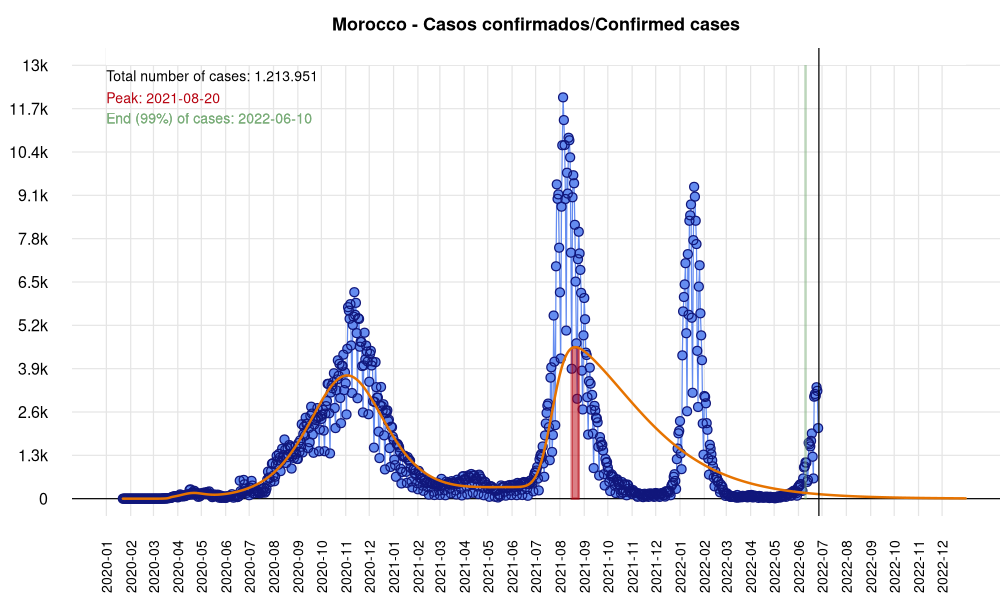 Morocco - Casos confirmados/Confirmed cases
13k
Total number of cases: 1.213.951
Peak: 2021-08-20
End (99%) of cases: 2022-06-10
11.7k
10.4k
9.1k
7.8k
6.5k
5.2k
3.9k
2.6k
1.3k
0
2020-01
2020-02
2020-03
2020-04
2020-05
2020-06
2020-07
2020-08
2020-09
2020-10
2020-11
2020-12
2021-01
2021-02
2021-03
2021-04
2021-05
2021-06
2021-07
2021-08
2021-09
2021-10
2021-11
2021-12
2022-01
2022-02
2022-03
2022-04
2022-05
2022-06
2022-07
2022-08
2022-09
2022-10
2022-11
2022-12